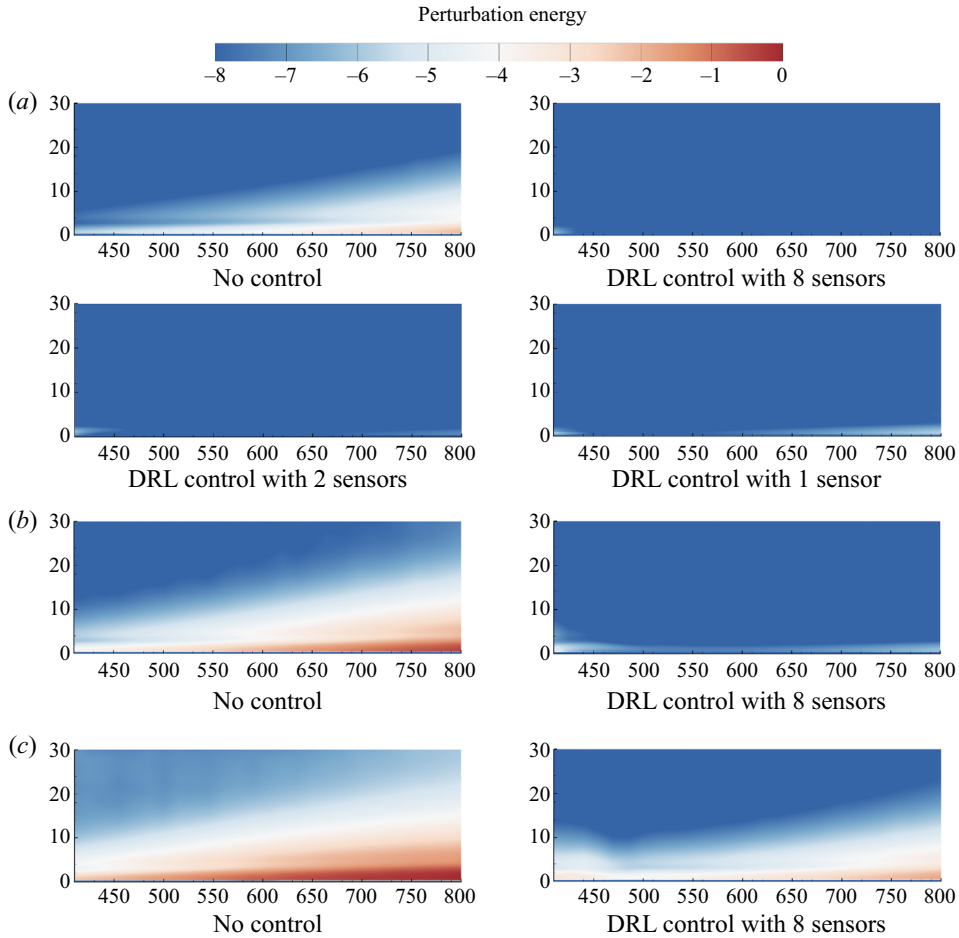 Perturbation energy
–8 –7 –6 –5 –4 –3 –2 –1 0
(a) 30 30
20 20
10 10
0 0
450 500 550 600 650 700 750 800 450 500 550 600 650 700 750 800
No control DRL control with 8 sensors
30 30
20 20
10 10
0 0
450 500 550 600 650 700 750 800 450 500 550 600 650 700 750 800
DRL control with 2 sensors DRL control with 1 sensor
(b) 30 30
20 20
10 10
0 0
450 500 550 600 650 700 750 800 450 500 550 600 650 700 750 800
No control DRL control with 8 sensors
(c) 30 30
20 20
10 10
0 0
450 500 550 600 650 700 750 800 450 500 550 600 650 700 750 800
No control DRL control with 8 sensors